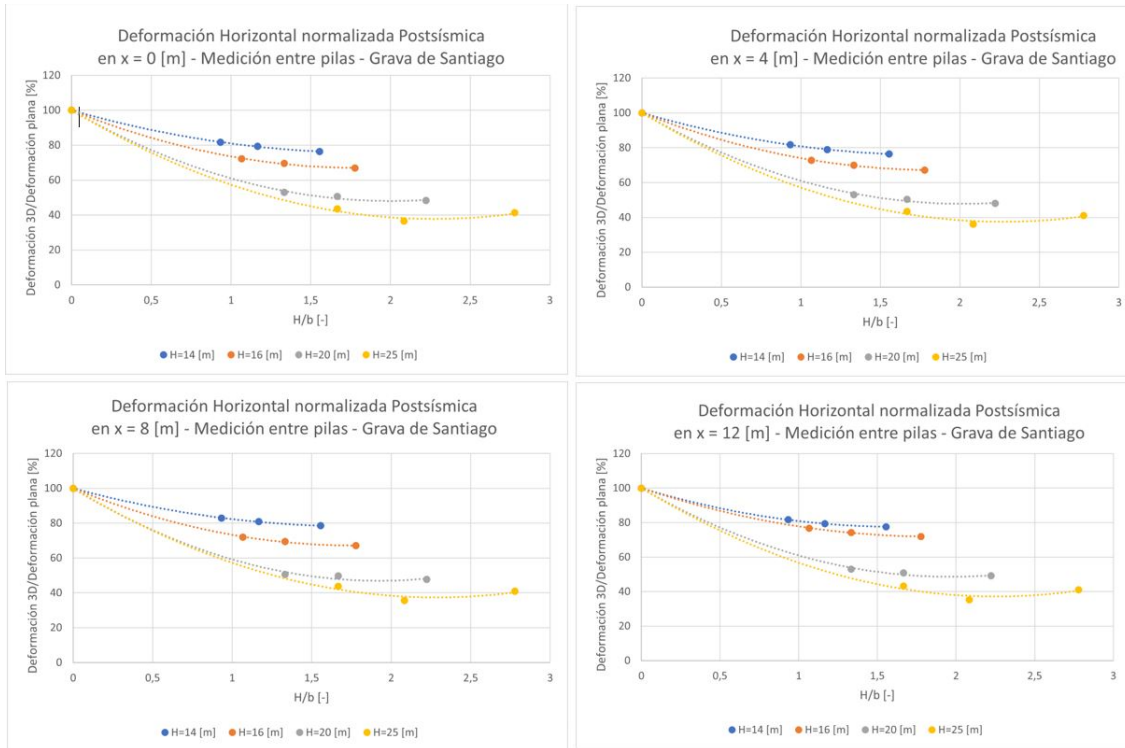 Deformación Horizontal normalizada Postsísmica
en x = 0 [m] - Medición entre pilas - Grava de Santiago
Deformación 3D/Deformación plana [%]
120
100
80
60
40
20
0
0
0,5
1
1,5
2
2,5
3
H/b [-]
H=14 [m]
H=16 [m]
H=20 [m]
H=25 [m]
Deformación Horizontal normalizada Postsísmica
en x = 4 [m] - Medición entre pilas - Grava de Santiago
Deformación 3D/Deformación plana [%]
120
100
80
60
40
20
0
0
0,5
1
1,5
2
2,5
3
H/b [-]
H=14 [m]
H=16 [m]
H=20 [m]
H=25 [m]
Deformación Horizontal normalizada Postsísmica
en x = 8 [m] - Medición entre pilas - Grava de Santiago
Deformación 3D/Deformación plana [%]
120
100
80
60
40
20
0
0
0,5
1
1,5
2
2,5
3
H/b [-]
H=14 [m]
H=16 [m]
H=20 [m]
H=25 [m]
Deformación Horizontal normalizada Postsísmica
en x = 12 [m] - Medición entre pilas - Grava de Santiago
Deformación 3D/Deformación plana [%]
120
100
80
60
40
20
0
0
0,5
1
1,5
2
2,5
3
H/b [-]
H=14 [m]
H=16 [m]
H=20 [m]
H=25 [m]